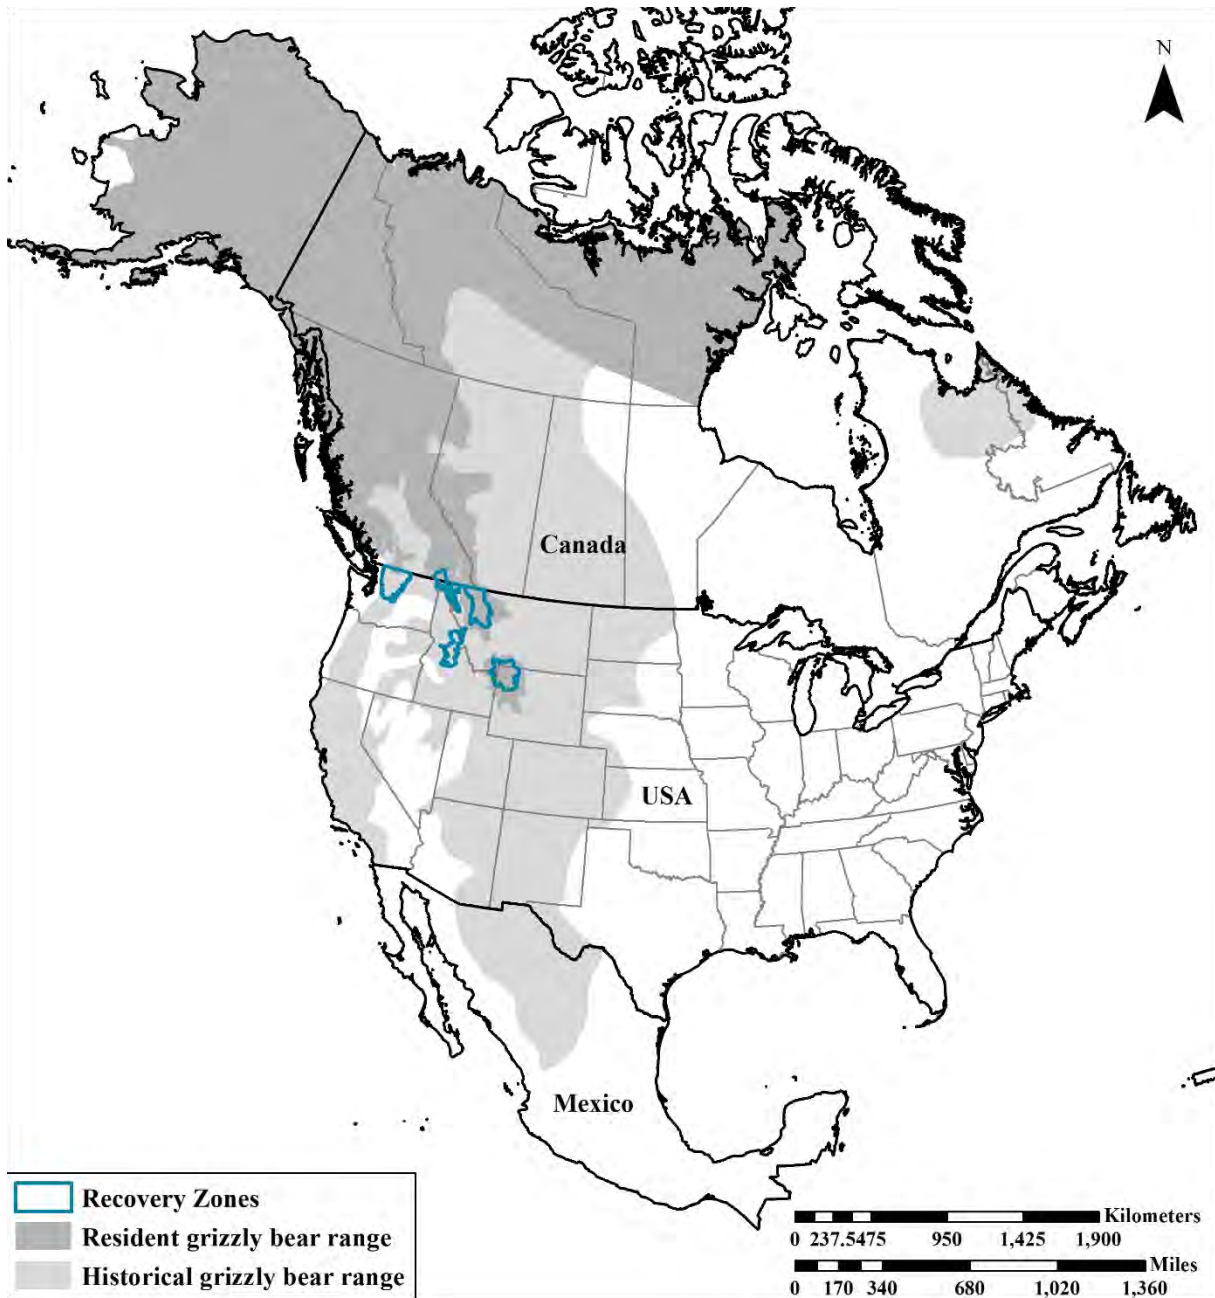 N
Canada
USA
Mexico
Recovery Zones
Resident grizzly bear range
Historical grizzly bear range
Kilometers
0 237.5475 950 1,425 1,900
Miles
0 170 340 680 1,020 1,360